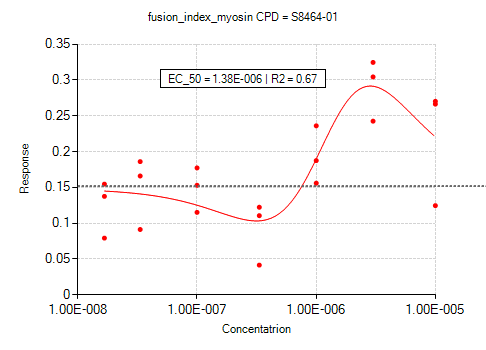 fusion_index_myosin CPD = S8464-01
0.35
0.3
EC_50 = 1.38E-006 | R2 = 0.67
0.25
0.2
Response
0.15
0.1
0.05
0
1.00E-008 1.00E-007 1.00E-006 1.00E-005
Concentatrion